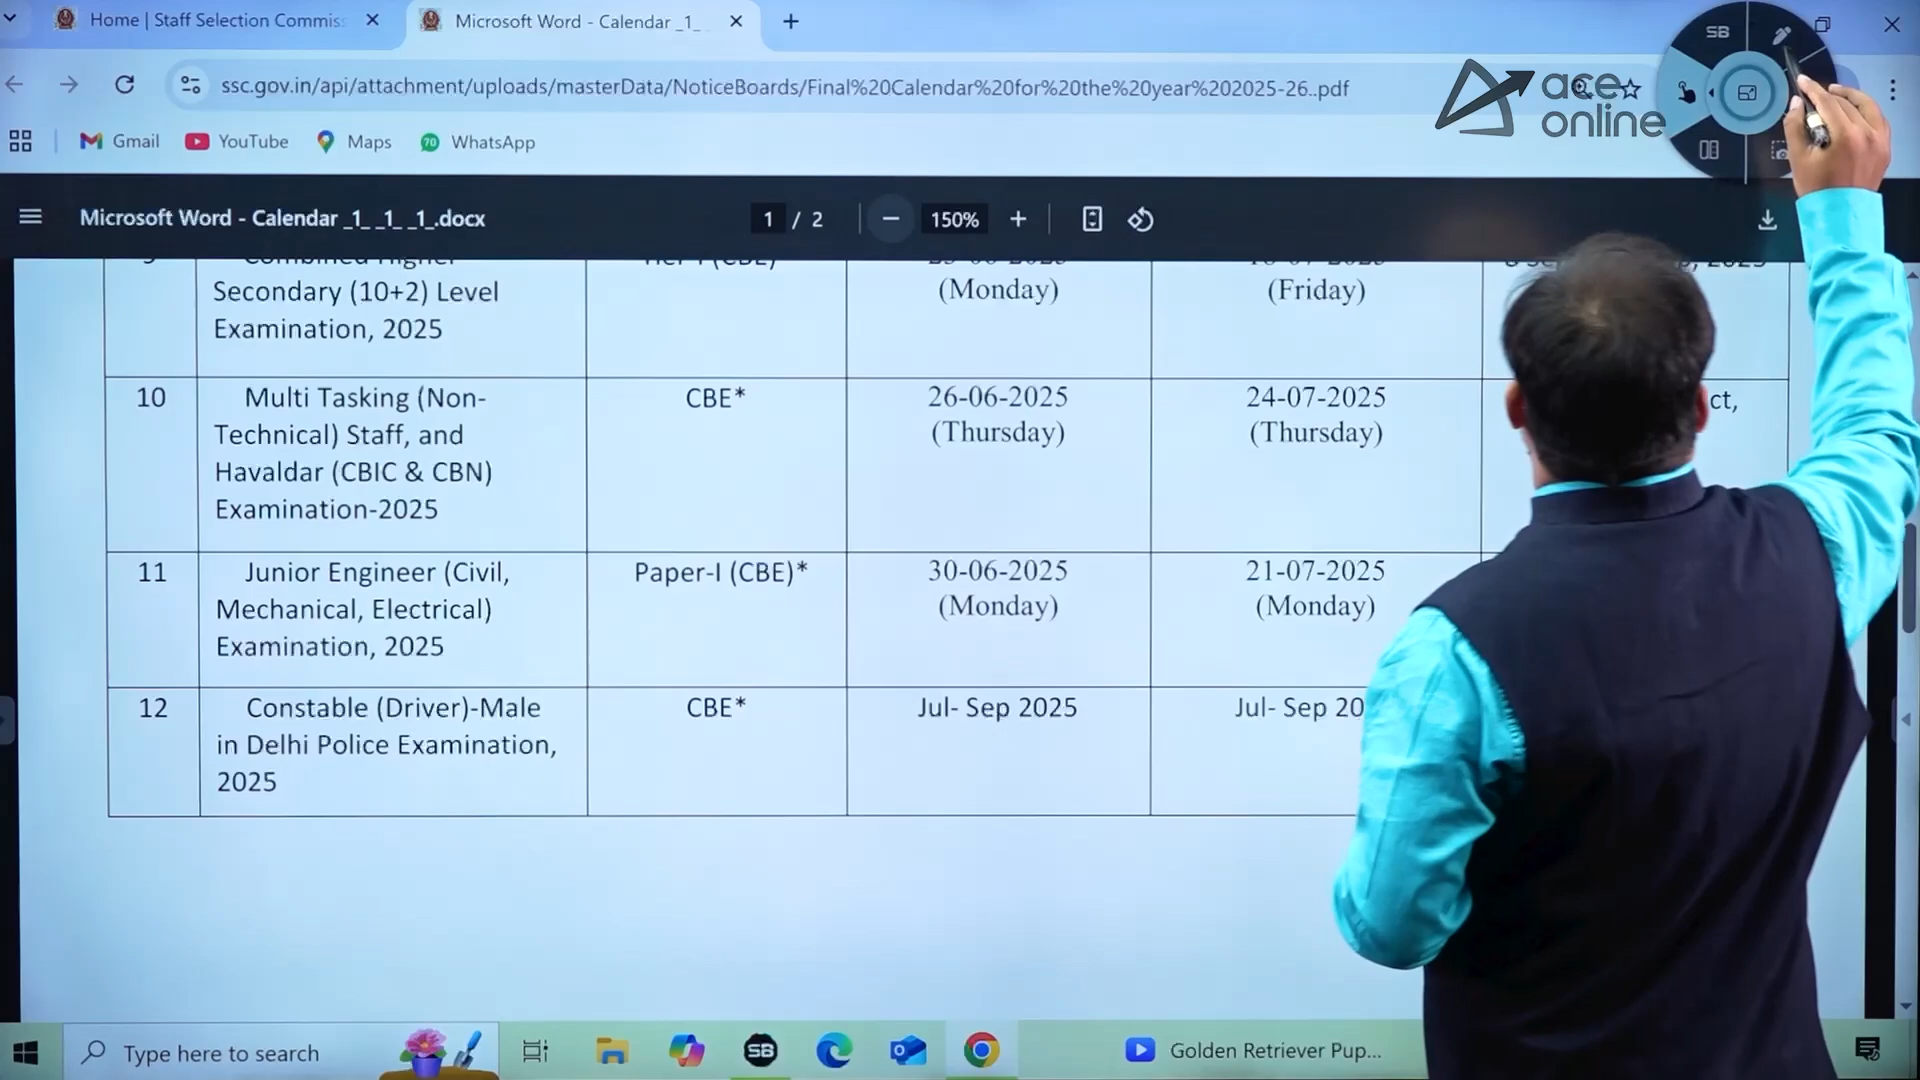 Home | Staff Selection Commis
Microsoft Word - Calendar _1_
ssc.gov.in/api/attachment/uploads/masterData/NoticeBoards/Final%20Calendar%20for%20the%20year%202025-26..pdf
ace
online
SB
Gmail
YouTube
Maps
70
WhatsApp
Microsoft Word - Calendar _1_ _1_ _1_.docx
1 / 2
150%
9
Combined Higher
Secondary (10+2) Level
Examination, 2025
(Monday)
(Friday)
10
Multi Tasking (Non-
Technical) Staff, and
Havaldar (CBIC & CBN)
Examination-2025
CBE*
26-06-2025
(Thursday)
24-07-2025
(Thursday)
ct,
11
Junior Engineer (Civil,
Mechanical, Electrical)
Examination, 2025
Paper-I (CBE)*
30-06-2025
(Monday)
21-07-2025
(Monday)
12
Constable (Driver)-Male
in Delhi Police Examination,
2025
CBE*
Jul- Sep 2025
Jul- Sep 20
Type here to search
SB
Golden Retriever Pup...